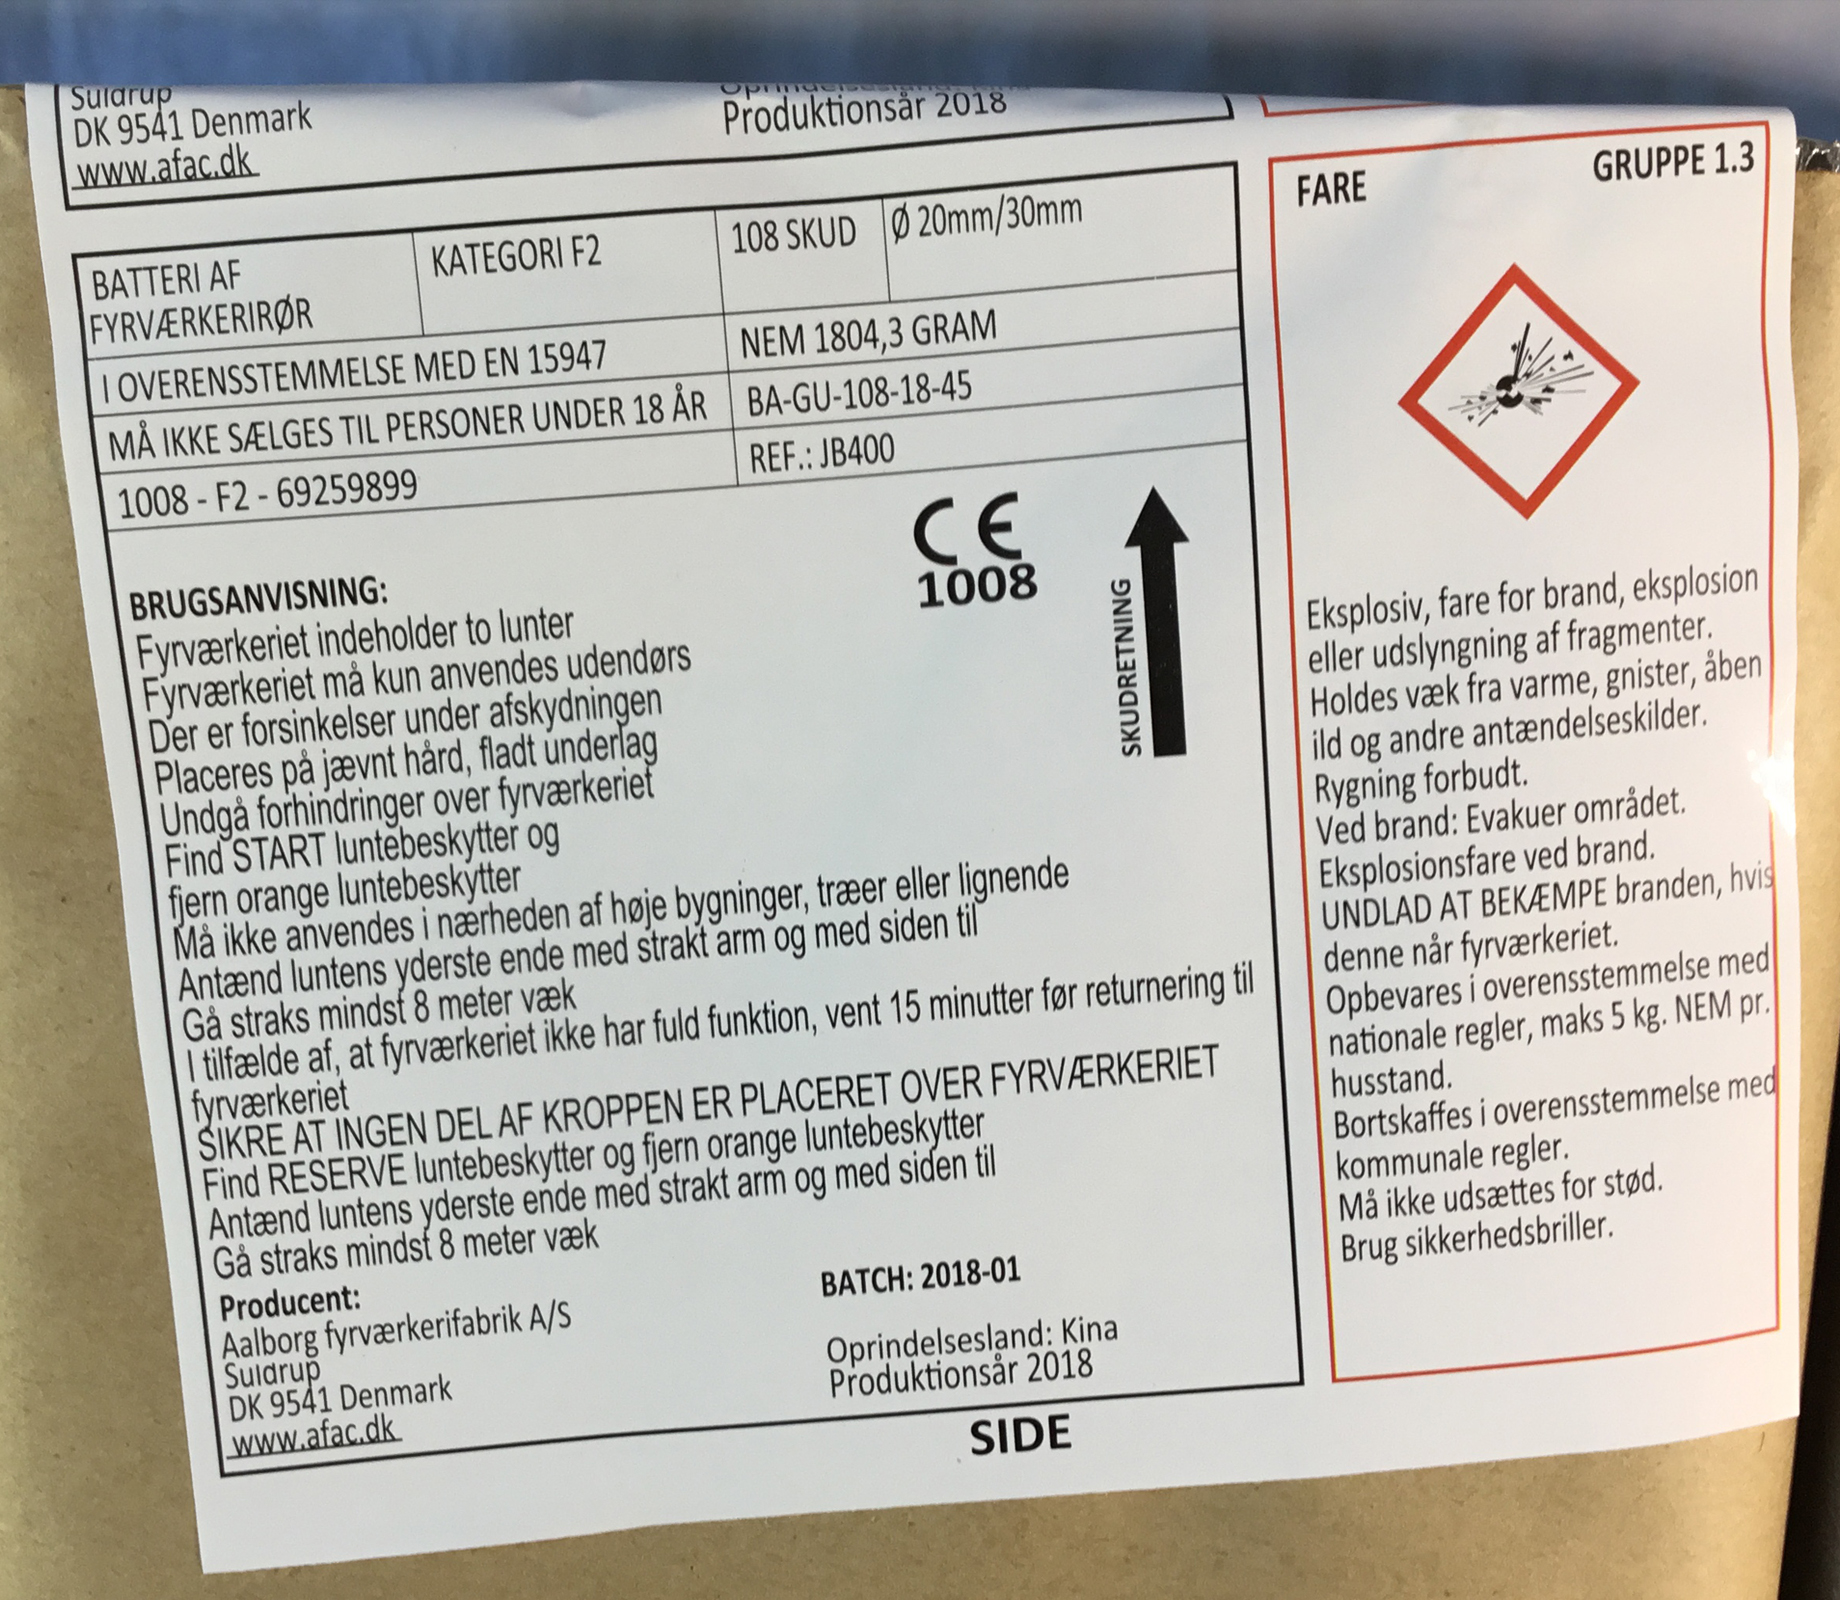 Suldrup
DK 9541 Denmark
www.afac.dk
Produktionsår 2018
BATTERI AF
FYRVÆRKERIRØR
KATEGORI F2
108 SKUD
Ø 20mm/30mm
I OVERENSSTEMMELSE MED EN 15947
NEM 1804,3 GRAM
MÅ IKKE SÆLGES TIL PERSONER UNDER 18 ÅR
BA-GU-108-18-45
1008 - F2 - 69259899
REF.: JB400
CE
1008
SKUDRETNING
BRUGSANVISNING:
Fyrværkeriet indeholder to lunter
Fyrværkeriet må kun anvendes udendørs
Der er forsinkelser under afskydningen
Placeres på jævnt hård, fladt underlag
Undgå forhindringer over fyrværkeriet
Find START luntebeskytter og
fjern orange luntebeskytter
Må ikke anvendes i nærheden af høje bygninger, træer eller lignende
Antænd luntens yderste ende med strakt arm og med siden til
Gå straks mindst 8 meter væk
I tilfælde af, at fyrværkeriet ikke har fuld funktion, vent 15 minutter før returnering til
fyrværkeriet
SIKRE AT INGEN DEL AF KROPPEN ER PLACERET OVER FYRVÆRKERIET
Find RESERVE luntebeskytter og fjern orange luntebeskytter
Antænd luntens yderste ende med strakt arm og med siden til
Gå straks mindst 8 meter væk
Producent:
Aalborg fyrværkerifabrik A/S
Suldrup
DK 9541 Denmark
www.afac.dk
BATCH: 2018-01
Oprindelsesland: Kina
Produktionsår 2018
SIDE
FARE
GRUPPE 1.3
Eksplosiv, fare for brand, eksplosion
eller udslyngning af fragmenter.
Holdes væk fra varme, gnister, åben
ild og andre antændelseskilder.
Rygning forbudt.
Ved brand: Evakuer området.
Eksplosionsfare ved brand.
UNDLAD AT BEKÆMPE branden, hvis
denne når fyrværkeriet.
Opbevares i overensstemmelse med
nationale regler, maks 5 kg. NEM pr.
husstand.
Bortskaffes i overensstemmelse med
kommunale regler.
Må ikke udsættes for stød.
Brug sikkerhedsbriller.